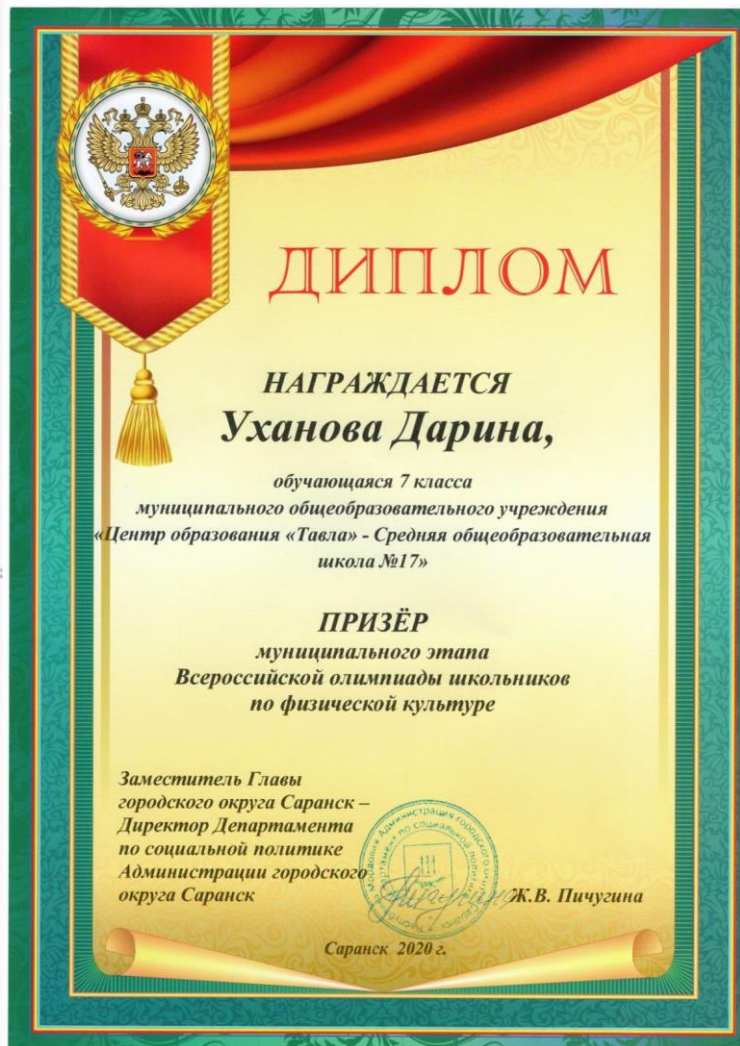 ДИПЛОМ
НАГРАЖДАЕТСЯ
Уханова Дарина,
обучающаяся 7 класса
муниципального общеобразовательного учреждения
«Центр образования «Тавла» - Средняя общеобразовательная
школа №17»
ПРИЗЁР
муниципального этапа
Всероссийской олимпиады школьников
по физической культуре
Заместитель Главы
городского округа Саранск –
Директор Департамента
по социальной политике
Администрации городского
округа Саранск
Ж.В. Пичугина
Саранск 2020 г.